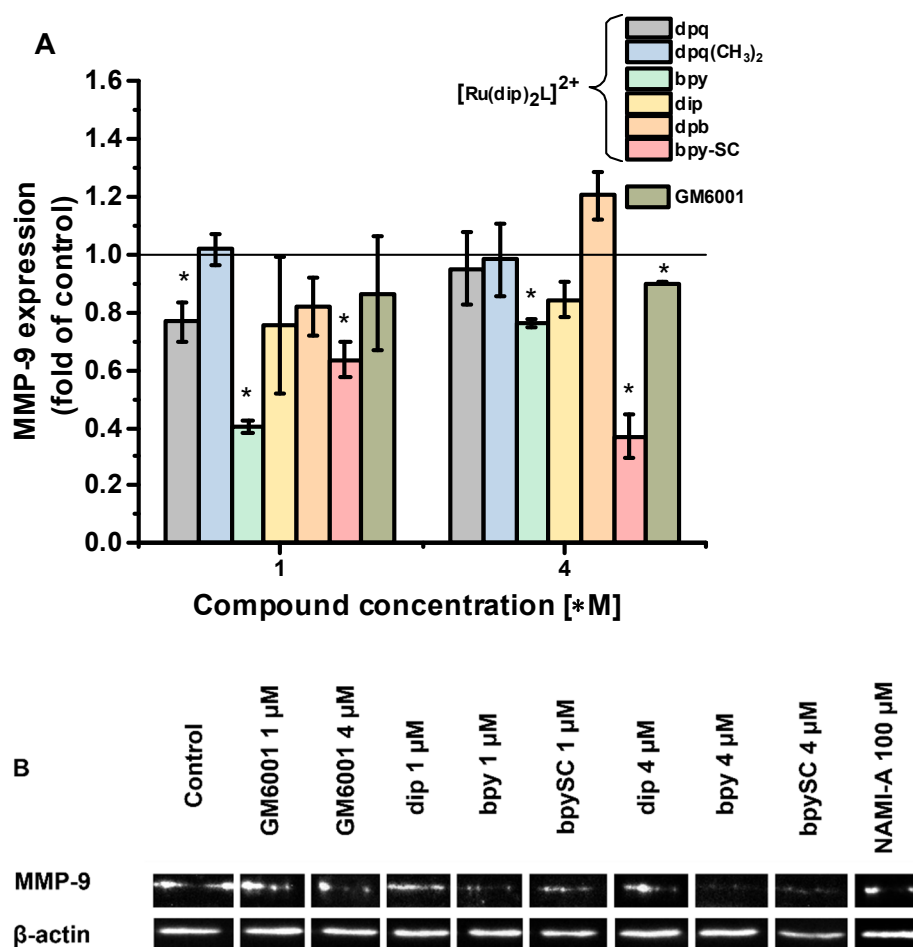 A
dpq
dpq(CH₃)₂
bpy
dip
dpb
bpy-SC
[Ru(dip)₂L]²⁺
GM6001
MMP-9 expression
(fold of control)
1.6
1.4
1.2
1.0
0.8
0.6
0.4
0.2
0.0
* * * * * *
1 4
Compound concentration [*M]
B
Control
GM6001 1 µM
GM6001 4 µM
dip 1 µM
bpy 1 µM
bpySC 1 µM
dip 4 µM
bpy 4 µM
bpySC 4 µM
NAMI-A 100 µM
MMP-9
β-actin